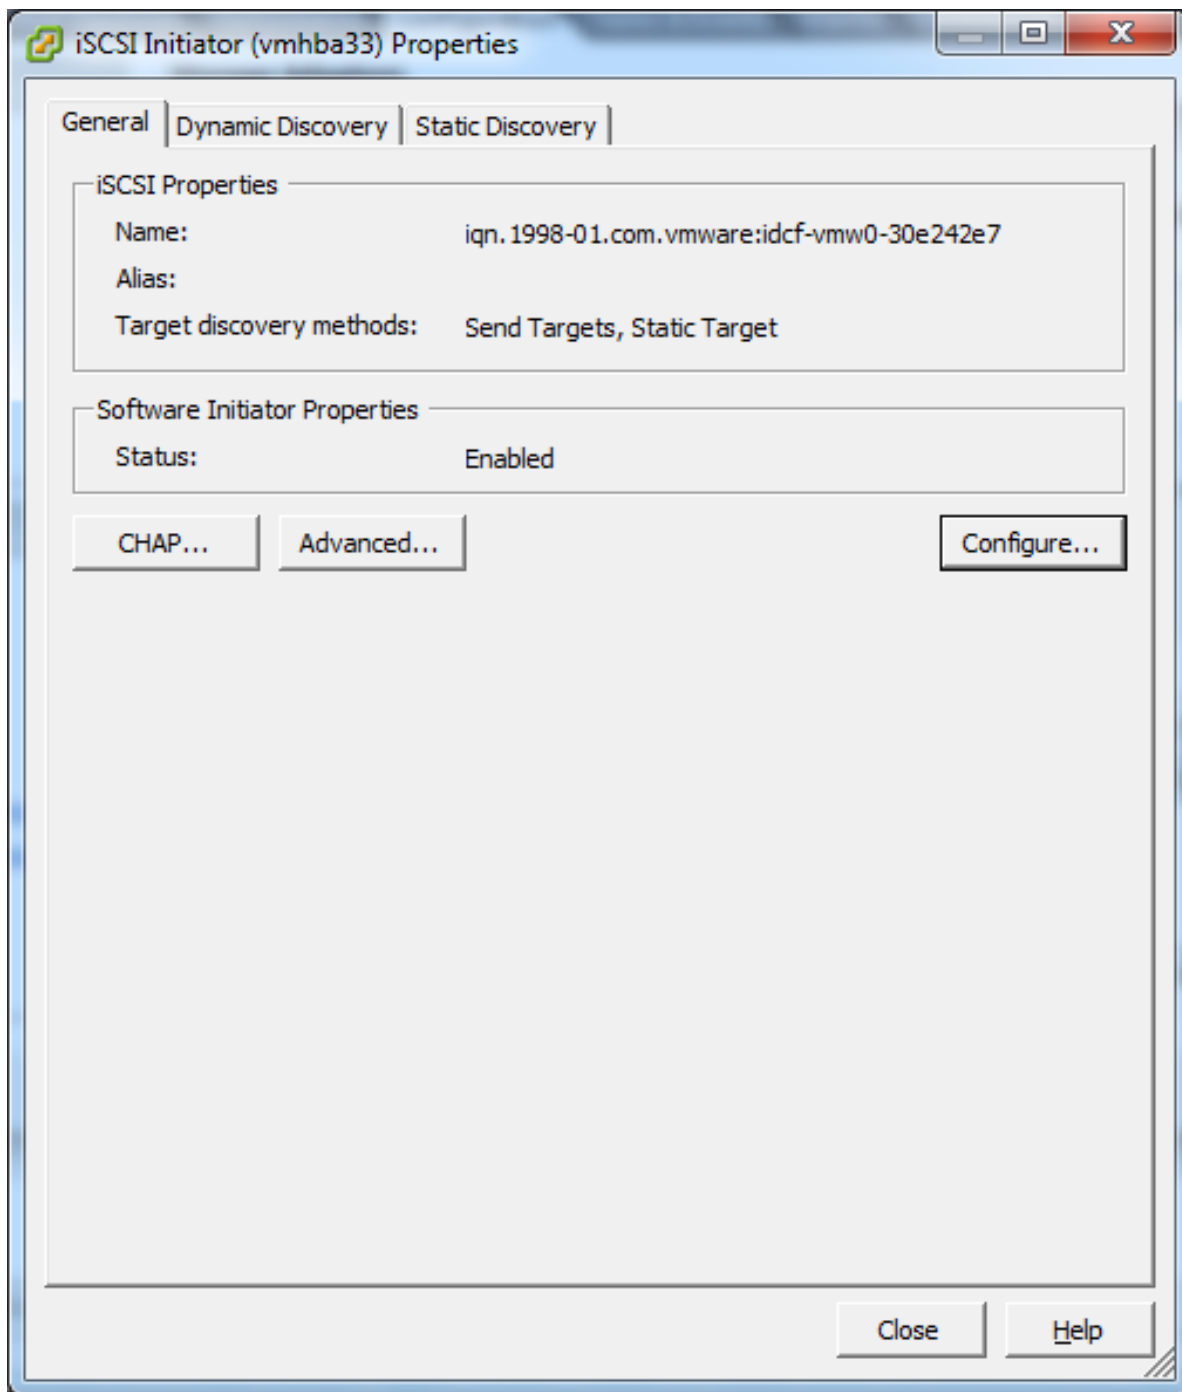 iSCSI Initiator (vmhba33) Properties
General Dynamic Discovery Static Discovery
iSCSI Properties
Name: iqn.1998-01.com.vmware:idcf-vmw0-30e242e7
Alias:
Target discovery methods: Send Targets, Static Target
Software Initiator Properties
Status: Enabled
CHAP... Advanced... Configure...
Close Help